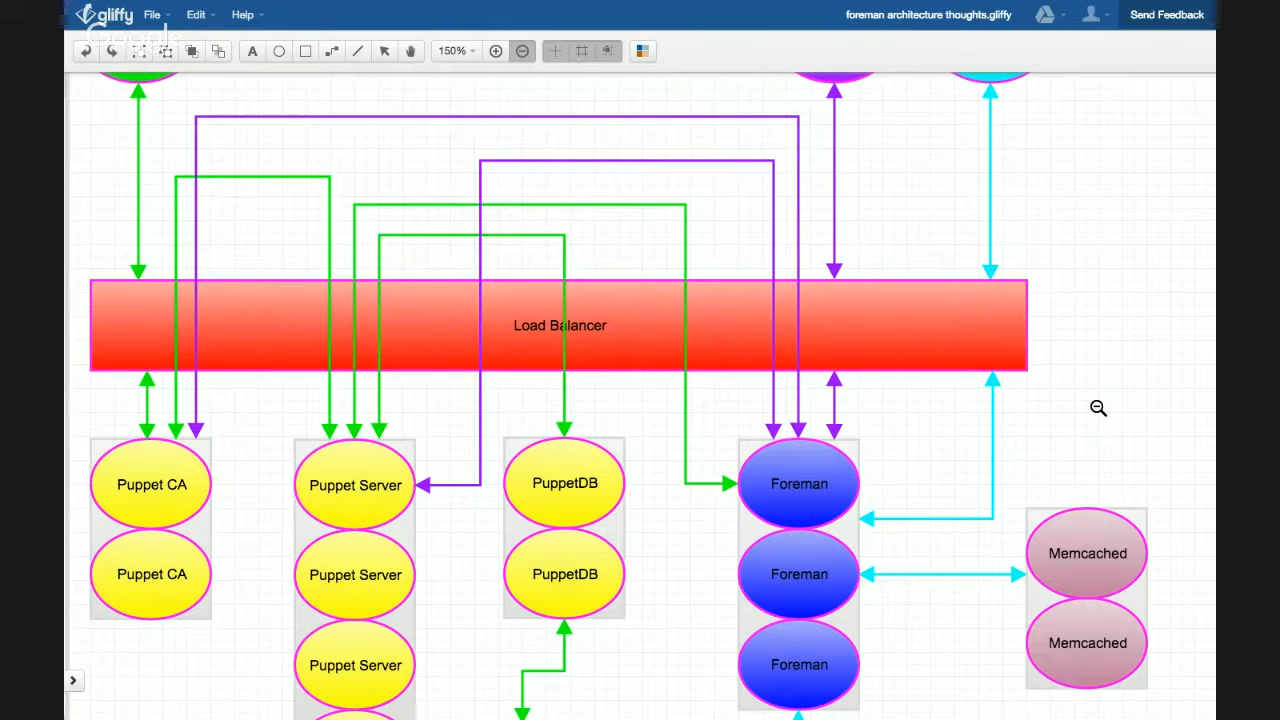 gliffy File Edit Help foreman architecture thoughts.gliffy Send Feedback
Google
A 150%
Load Balancer
Puppet CA Puppet Server PuppetDB Foreman
Memcached
Puppet CA Puppet Server PuppetDB Foreman
Memcached
Puppet Server Foreman